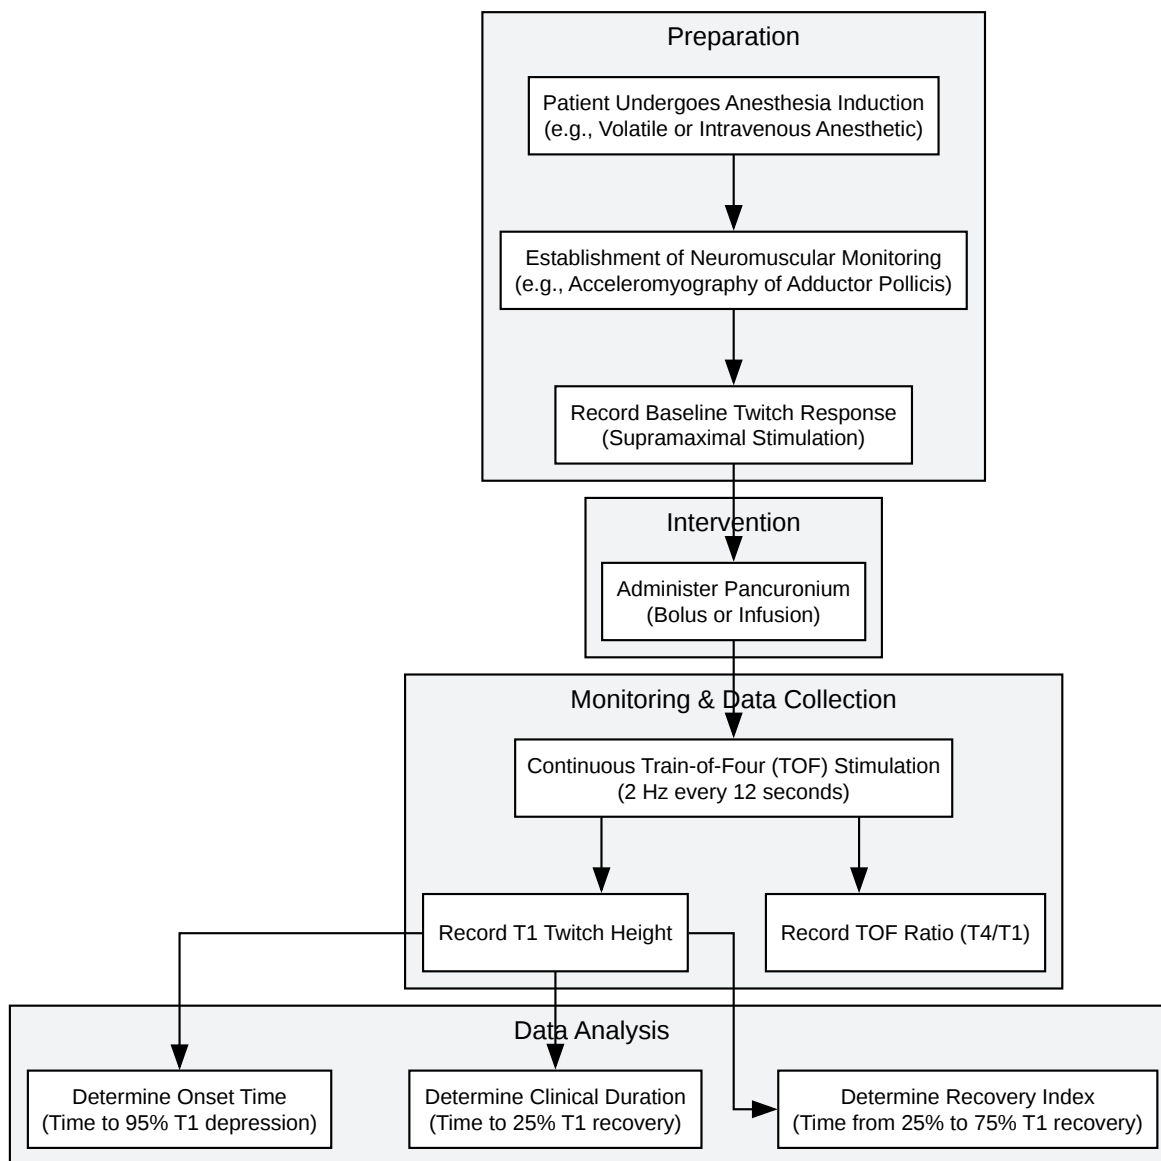 Preparation
Patient Undergoes Anesthesia Induction
(e.g., Volatile or Intravenous Anesthetic)
Establishment of Neuromuscular Monitoring
(e.g., Acceleromyography of Adductor Pollicis)
Record Baseline Twitch Response
(Supramaximal Stimulation)
Intervention
Administer Pancuronium
(Bolus or Infusion)
Monitoring & Data Collection
Continuous Train-of-Four (TOF) Stimulation
(2 Hz every 12 seconds)
Record T1 Twitch Height
Record TOF Ratio (T4/T1)
Data Analysis
Determine Onset Time
(Time to 95% T1 depression)
Determine Clinical Duration
(Time to 25% T1 recovery)
Determine Recovery Index
(Time from 25% to 75% T1 recovery)